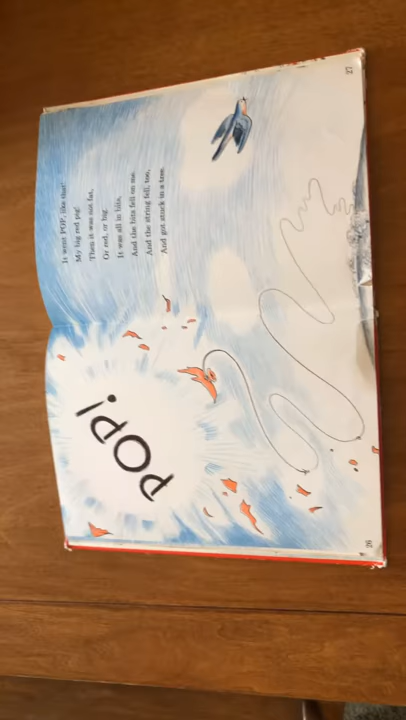 POP!
26
It went POP, like that!
My big red pig!
Then it was not fat,
Or red, or big.
It was all in bits,
And the bits fell on me.
And the string fell, too,
And got stuck in a tree.
27